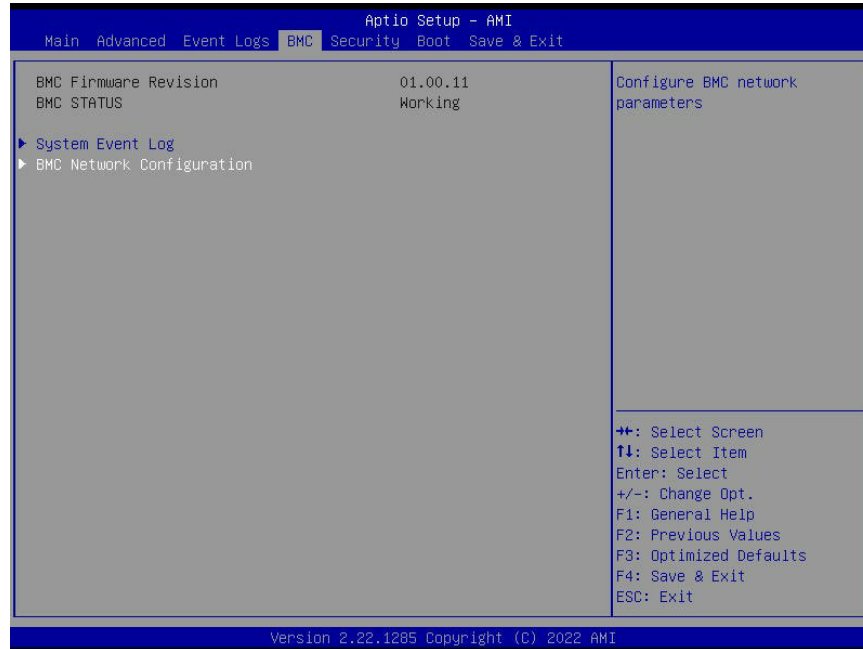 Aptio Setup - AMI
Main Advanced Event Logs BMC Security Boot Save & Exit
BMC Firmware Revision 01.00.11
BMC STATUS Working
System Event Log
BMC Network Configuration
Configure BMC network
parameters
→←: Select Screen
↑↓: Select Item
Enter: Select
+/-: Change Opt.
F1: General Help
F2: Previous Values
F3: Optimized Defaults
F4: Save & Exit
ESC: Exit
Version 2.22.1285 Copyright (C) 2022 AMI